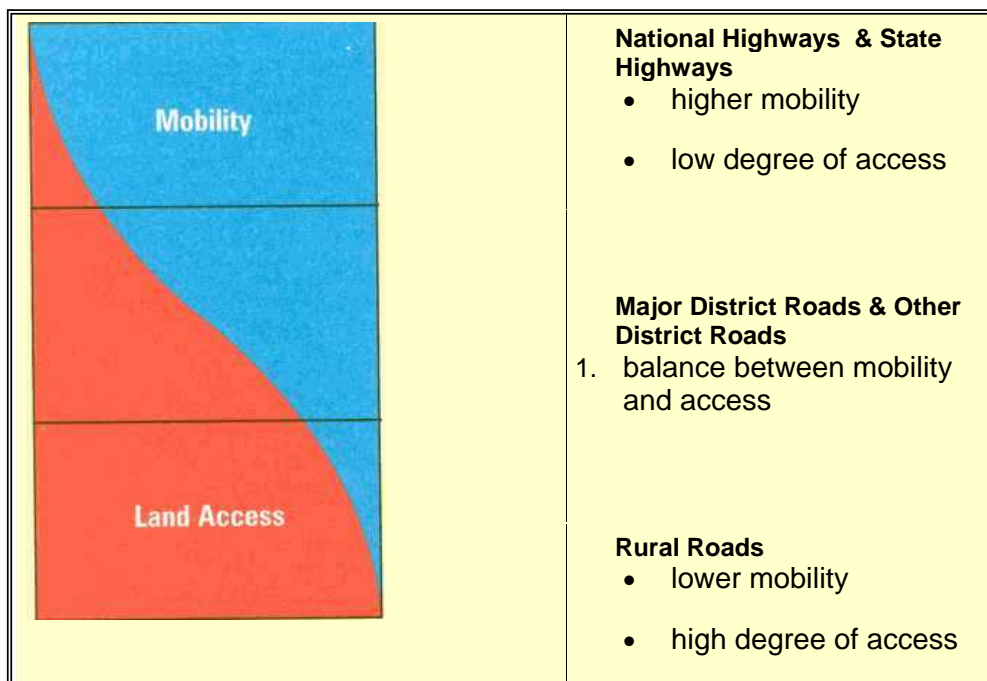 Mobility
Land Access
National Highways & State
Highways
• higher mobility
• low degree of access
Major District Roads & Other
District Roads
1. balance between mobility
and access
Rural Roads
• lower mobility
• high degree of access